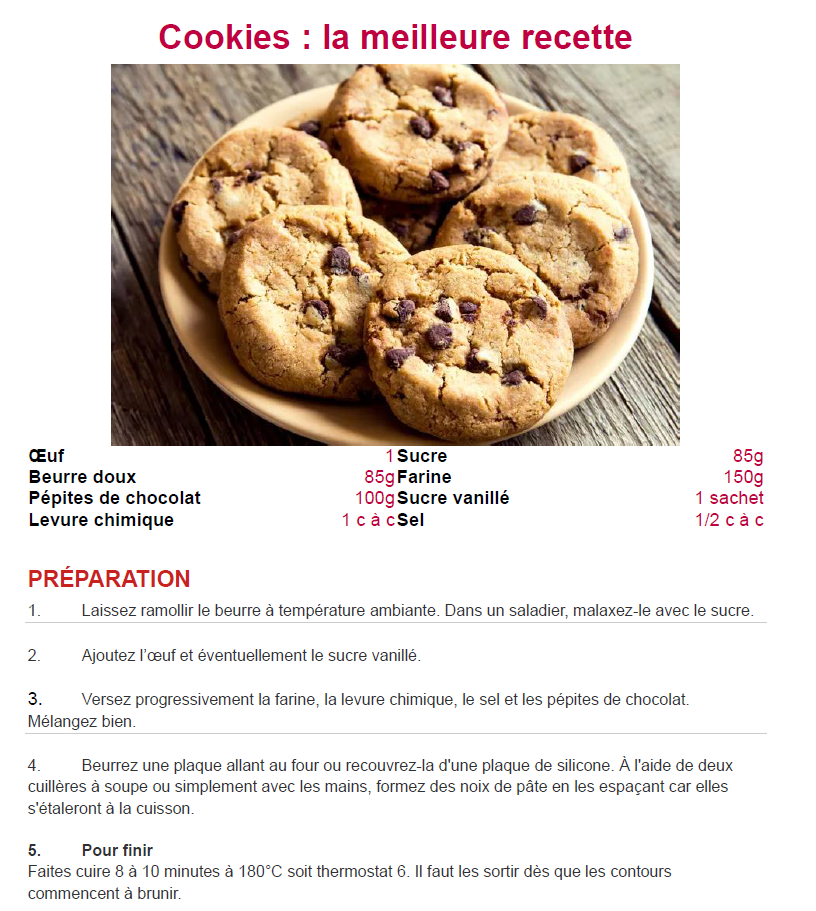 Cookies : la meilleure recette
Œuf 1 Sucre 85g
Beurre doux 85g Farine 150g
Pépites de chocolat 100g Sucre vanillé 1 sachet
Levure chimique 1 c à c Sel 1/2 c à c
PRÉPARATION
1. Laissez ramollir le beurre à température ambiante. Dans un saladier, malaxez-le avec le sucre.
2. Ajoutez l’œuf et éventuellement le sucre vanillé.
3. Versez progressivement la farine, la levure chimique, le sel et les pépites de chocolat.
Mélangez bien.
4. Beurrez une plaque allant au four ou recouvrez-la d'une plaque de silicone. À l'aide de deux
cuillères à soupe ou simplement avec les mains, formez des noix de pâte en les espaçant car elles
s'étaleront à la cuisson.
5. Pour finir
Faites cuire 8 à 10 minutes à 180°C soit thermostat 6. Il faut les sortir dès que les contours
commencent à brunir.